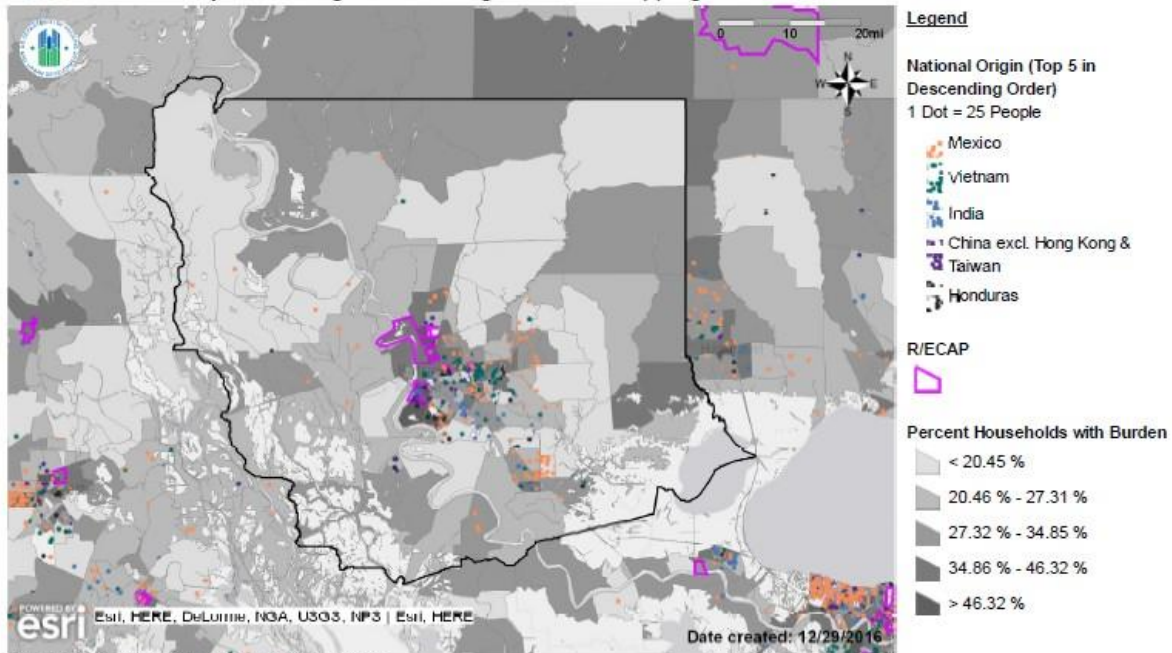 Legend
0 10 20mi
N
W E
S
National Origin (Top 5 in
Descending Order)
1 Dot = 25 People
Mexico
Vietnam
India
China excl. Hong Kong &
Taiwan
Honduras
R/ECAP
Percent Households with Burden
< 20.45 %
20.46 % - 27.31 %
27.32 % - 34.85 %
34.86 % - 46.32 %
> 46.32 %
POWERED BY
esri
Esri, HERE, DeLorme, NGA, USGS, NPS | Esri, HERE
Date created: 12/29/2016